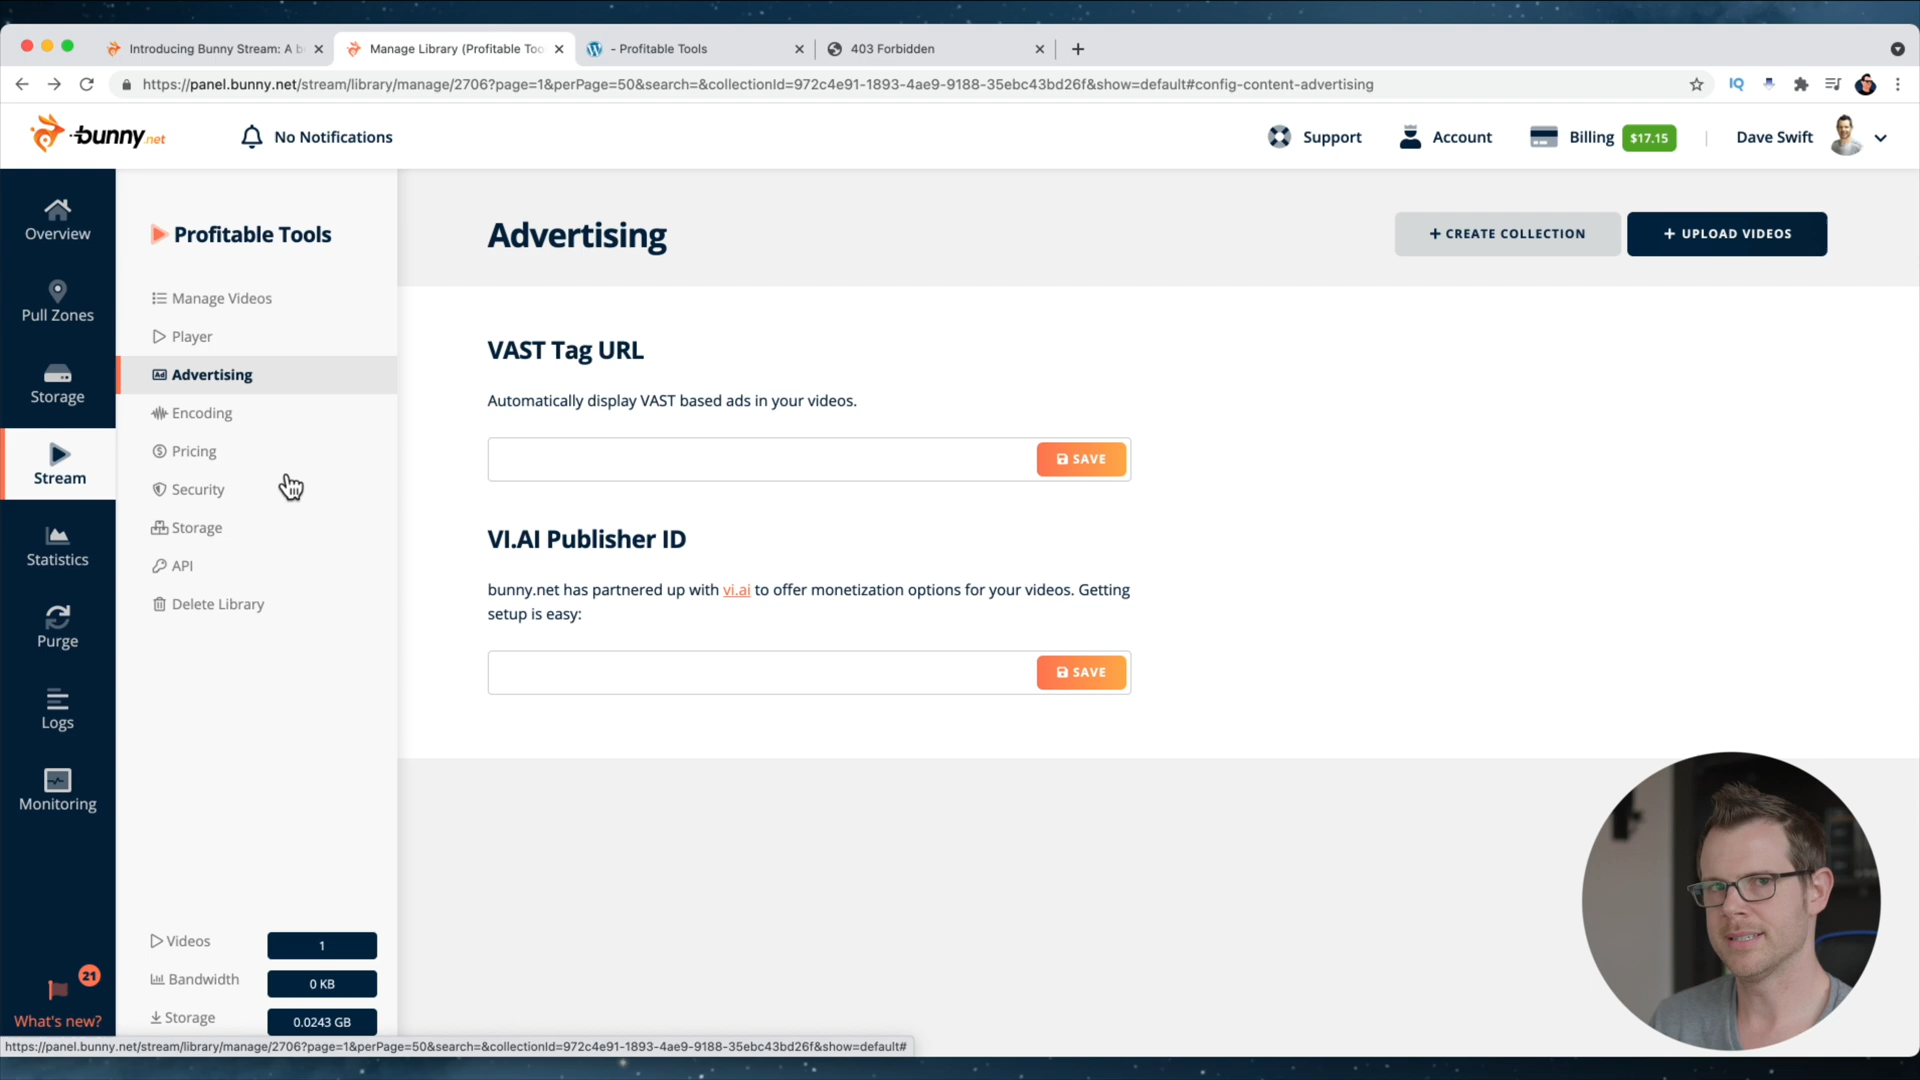 Introducing Bunny Stream: A b
Manage Library (Profitable Too
- Profitable Tools
403 Forbidden
https://panel.bunny.net/stream/library/manage/2706?page=1&perPage=50&search=&collectionId=972c4e91-1893-4ae9-9188-35ebc43bd26f&show=default#config-content-advertising
IQ
bunny.net
No Notifications
Support
Account
Billing
$17.15
Dave Swift
Overview
Pull Zones
Storage
Stream
Statistics
Purge
Logs
Monitoring
21
What's new?
Profitable Tools
Manage Videos
Player
Ad Advertising
Encoding
Pricing
Security
Storage
API
Delete Library
Videos 1
Bandwidth 0 KB
Storage 0.0243 GB
Advertising
+ CREATE COLLECTION
+ UPLOAD VIDEOS
VAST Tag URL
Automatically display VAST based ads in your videos.
SAVE
VI.AI Publisher ID
bunny.net has partnered up with vi.ai to offer monetization options for your videos. Getting
setup is easy:
SAVE
https://panel.bunny.net/stream/library/manage/2706?page=1&perPage=50&search=&collectionId=972c4e91-1893-4ae9-9188-35ebc43bd26f&show=default#